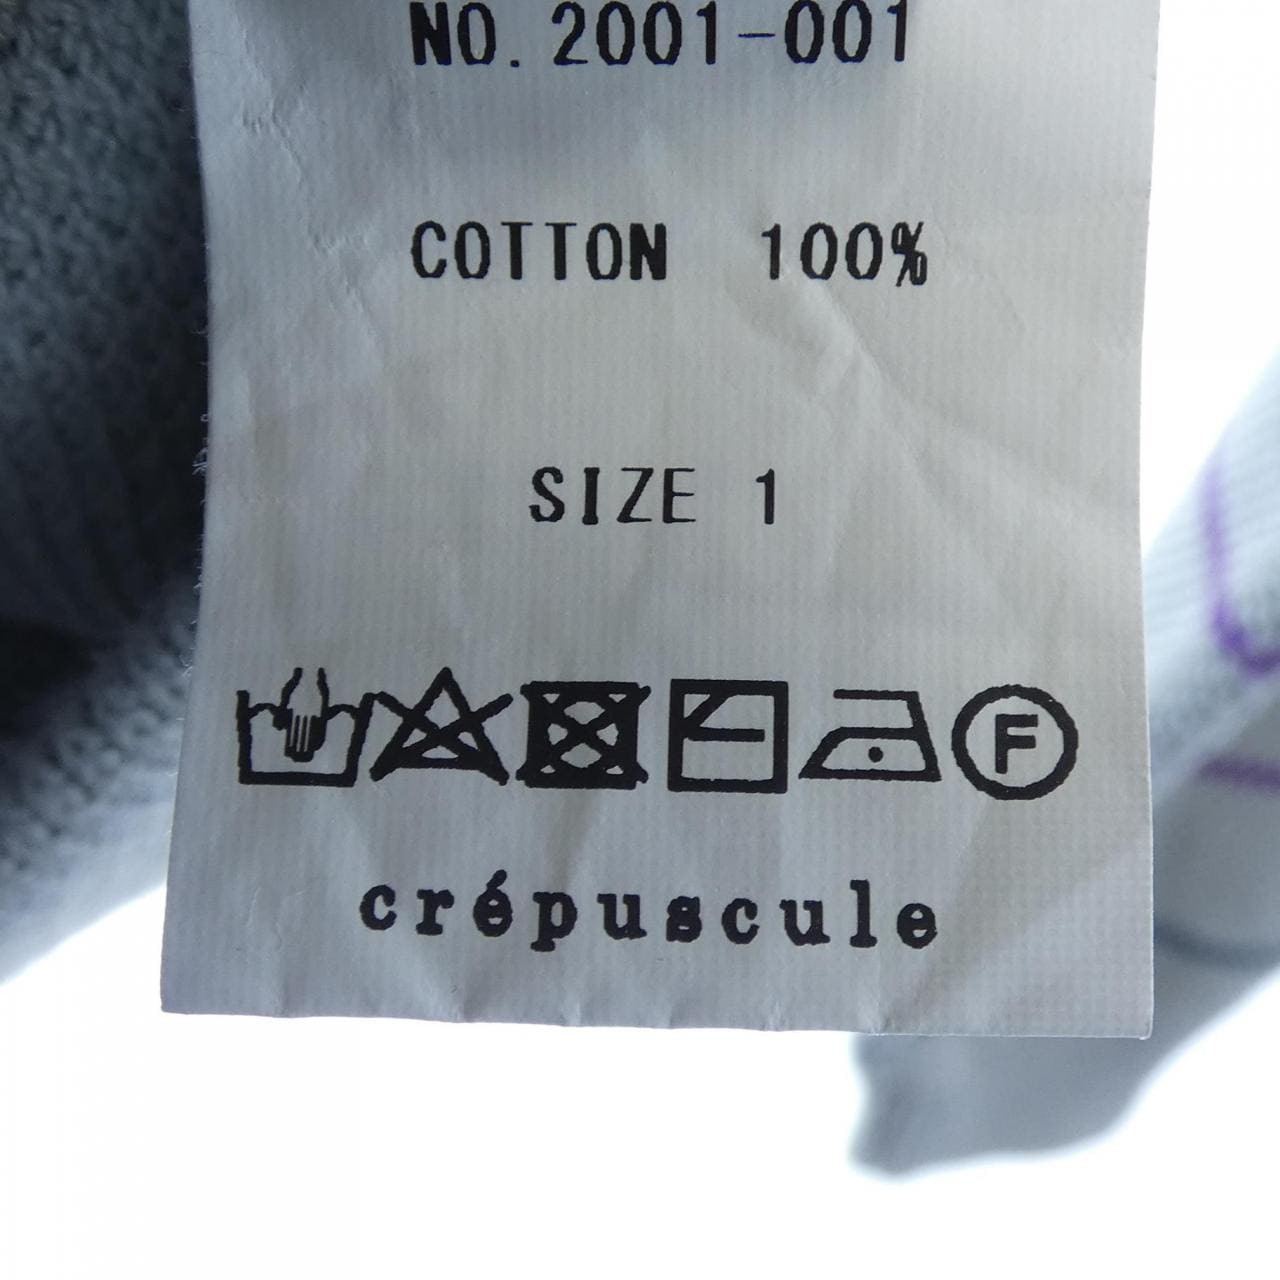 NO. 2001-001
COTTON 100%
SIZE 1
F
crépuscule